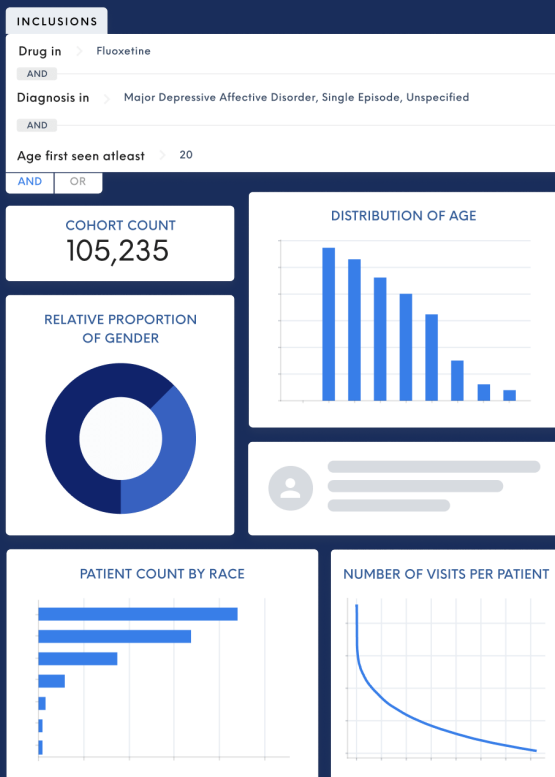 INCLUSIONS
Drug in Fluoxetine
AND
Diagnosis in Major Depressive Affective Disorder, Single Episode, Unspecified
AND
Age first seen atleast 20
AND OR
COHORT COUNT
105,235
DISTRIBUTION OF AGE
RELATIVE PROPORTION
OF GENDER
PATIENT COUNT BY RACE
NUMBER OF VISITS PER PATIENT